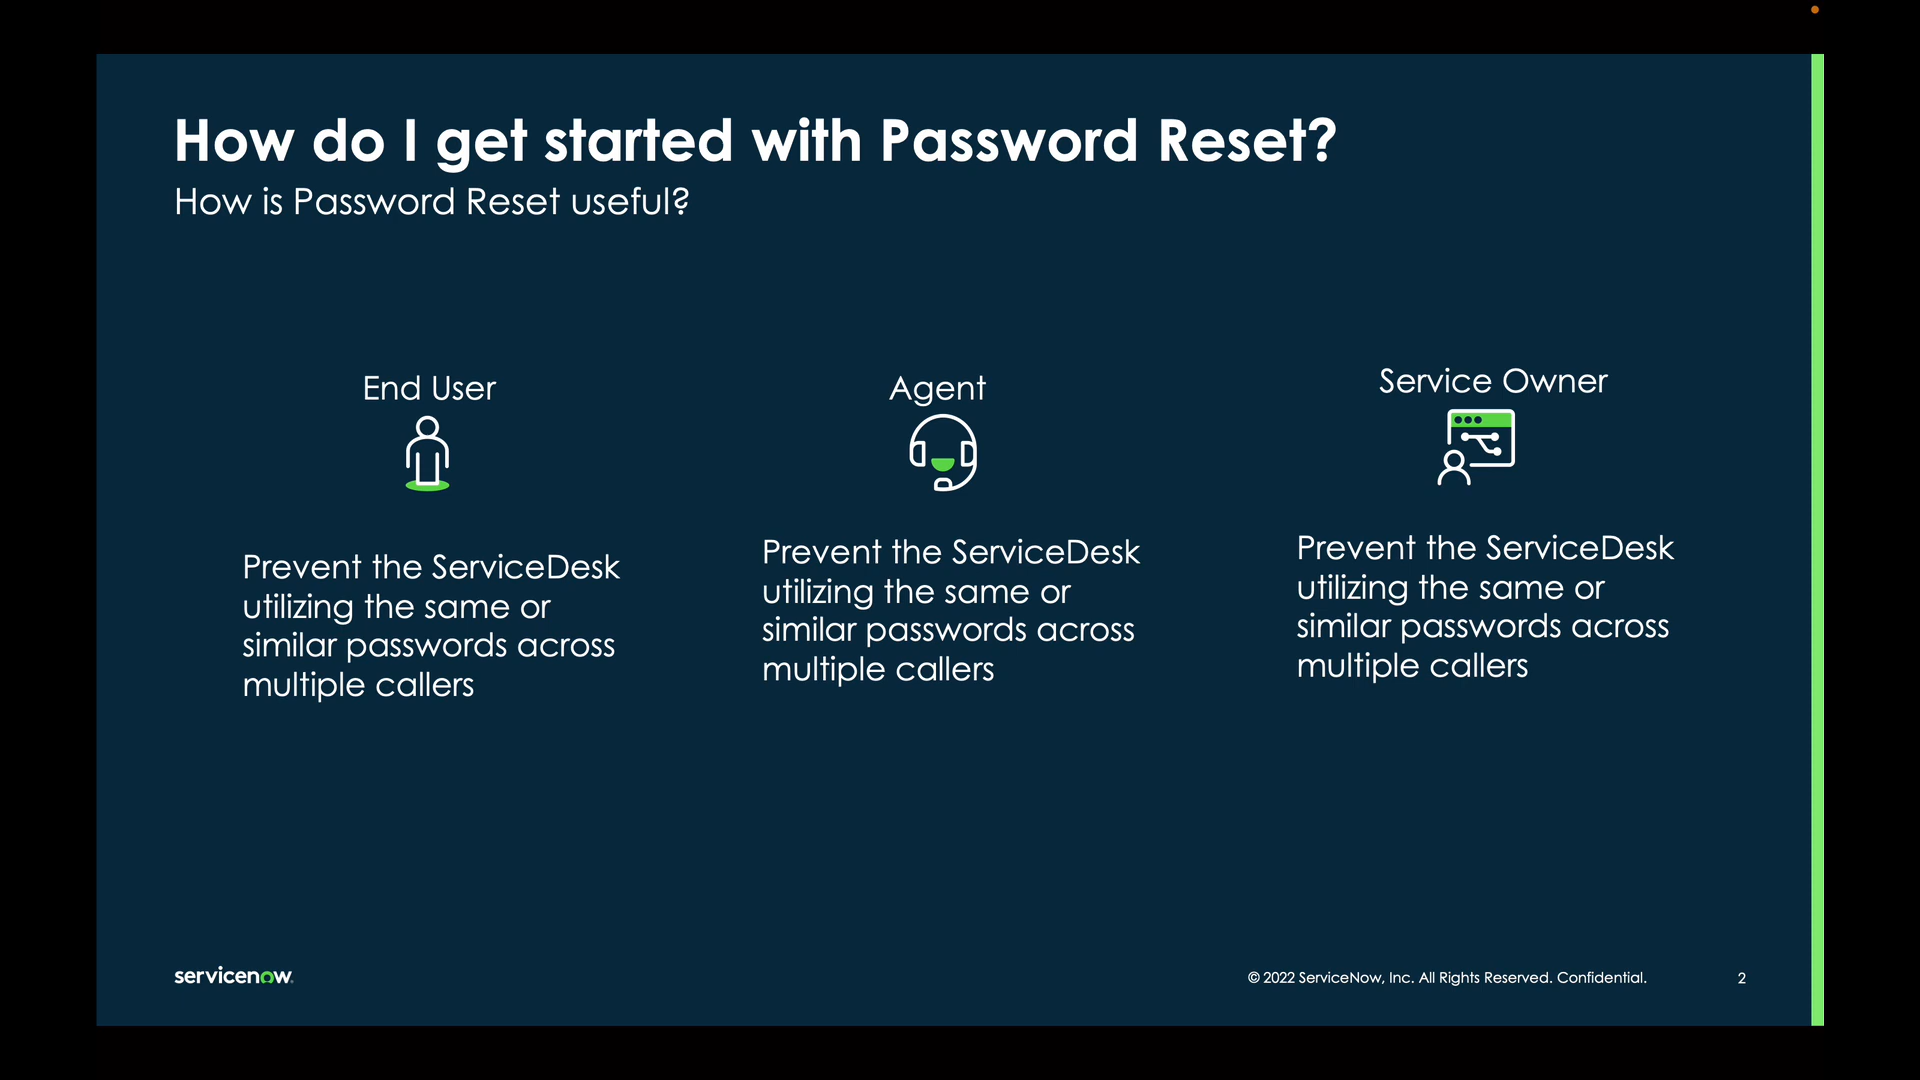 How do I get started with Password Reset?
How is Password Reset useful?
End User
Prevent the ServiceDesk
utilizing the same or
similar passwords across
multiple callers
Agent
Prevent the ServiceDesk
utilizing the same or
similar passwords across
multiple callers
Service Owner
Prevent the ServiceDesk
utilizing the same or
similar passwords across
multiple callers
servicenow
© 2022 ServiceNow, Inc. All Rights Reserved. Confidential.
2